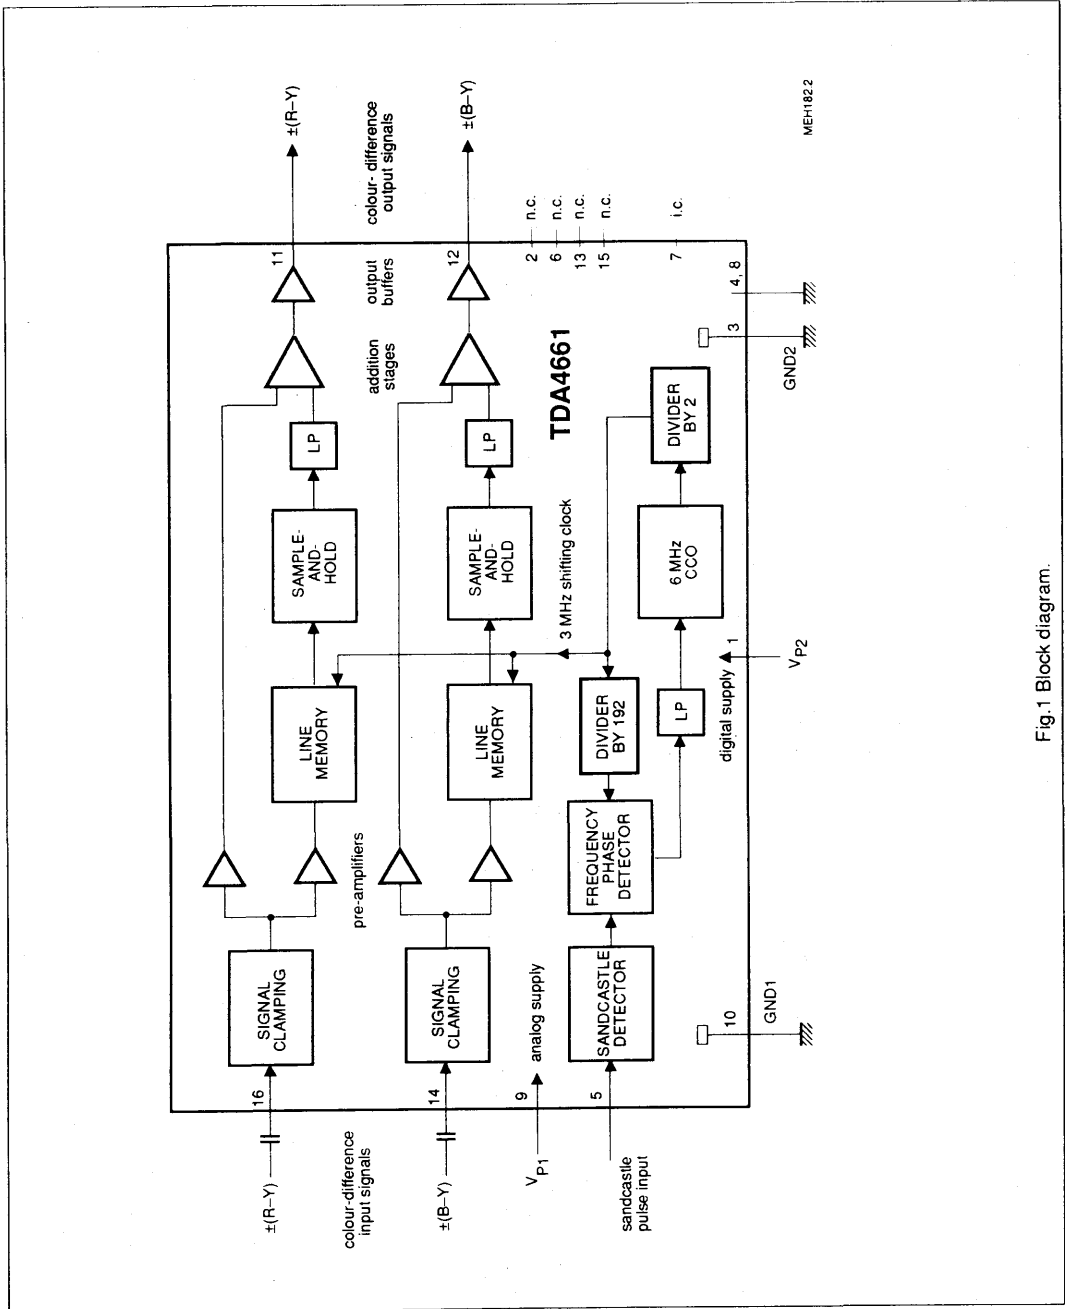 ±(R–Y)
colour-difference
input signals
±(B–Y)
VP1
sandcastle
pulse input
16
14
9
5
SIGNAL
CLAMPING
SIGNAL
CLAMPING
analog supply
SANDCASTLE
DETECTOR
10
GND1
pre-amplifiers
FREQUENCY
PHASE
DETECTOR
LINE
MEMORY
LINE
MEMORY
DIVIDER
BY 192
LP
digital supply
1
VP2
3 MHz shifting clock
SAMPLE-
AND-
HOLD
SAMPLE-
AND-
HOLD
6 MHz
CCO
LP
LP
TDA4661
DIVIDER
BY 2
addition
stages
output
buffers
3
GND2
4, 8
11
12
2
n.c.
6
n.c.
13
n.c.
15
n.c.
7
i.c.
colour- difference
output signals
±(R–Y)
±(B–Y)
MEH182.2
Fig.1 Block diagram.